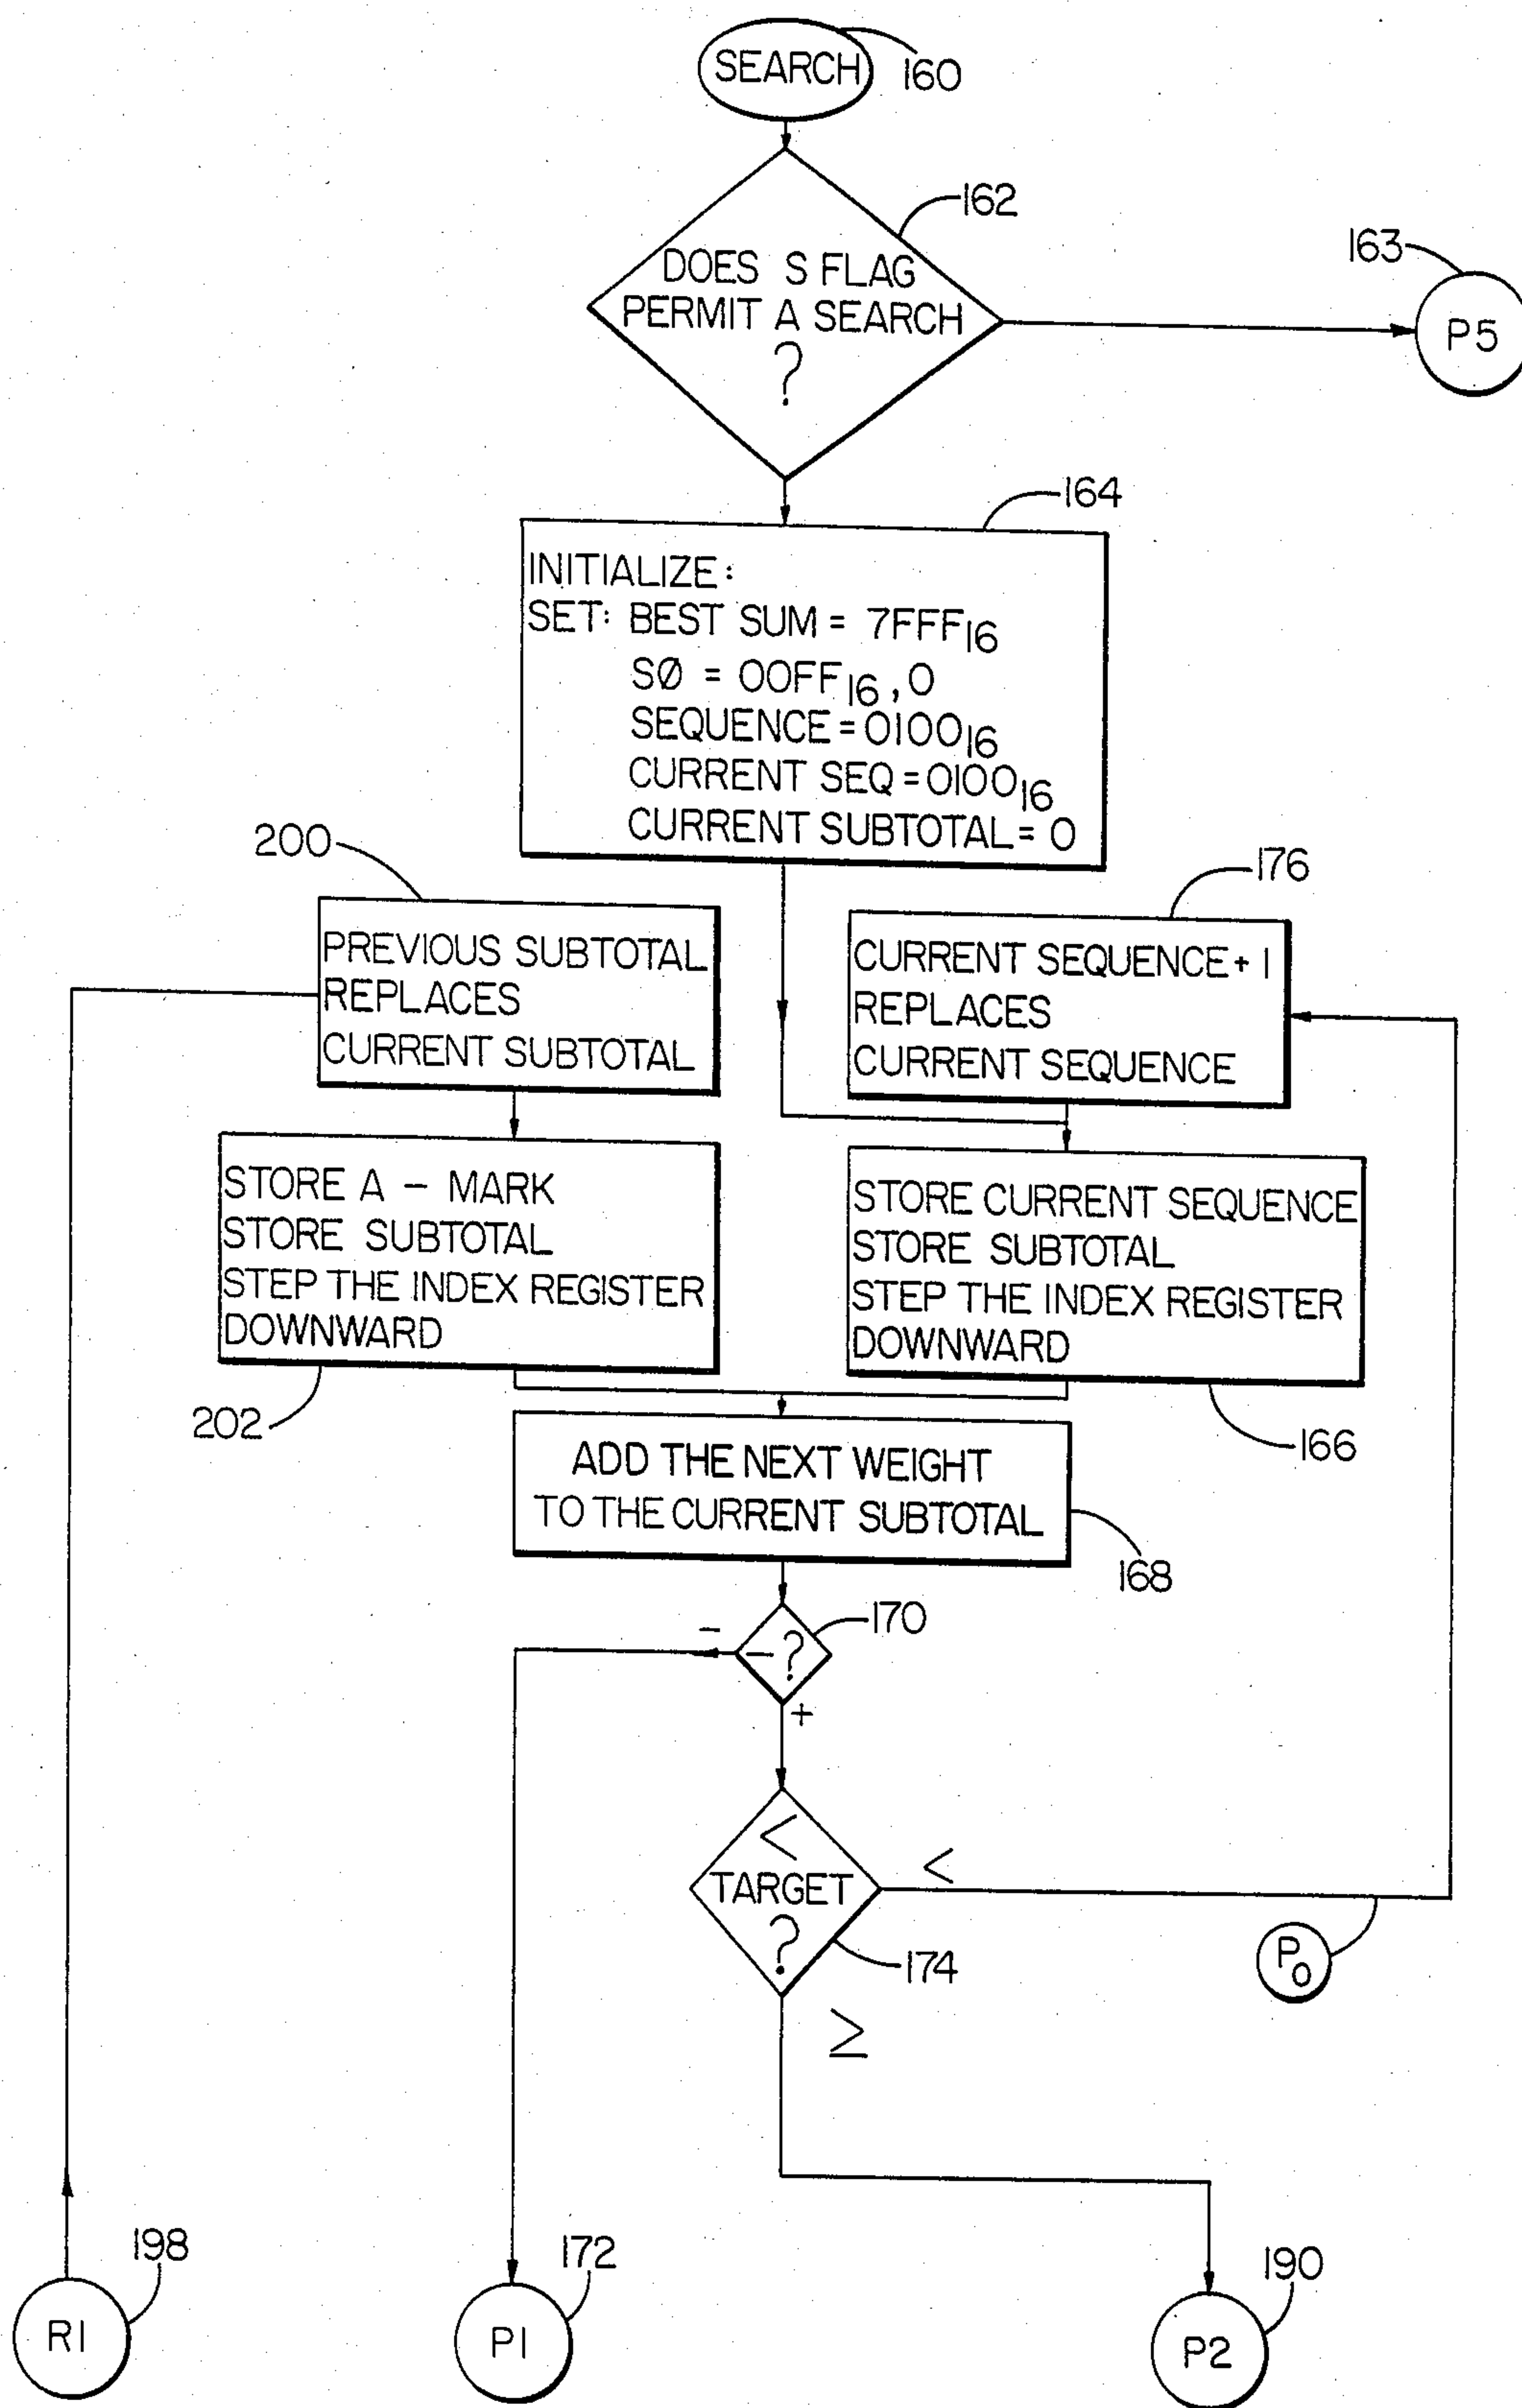 SEARCH
160
162
DOES S FLAG
PERMIT A SEARCH
?
163
P5
164
INITIALIZE:
SET: BEST SUM = 7FFF16
SØ = 00FF16, 0
SEQUENCE = 010016
CURRENT SEQ = 010016
CURRENT SUBTOTAL = 0
200
PREVIOUS SUBTOTAL
REPLACES
CURRENT SUBTOTAL
176
CURRENT SEQUENCE + 1
REPLACES
CURRENT SEQUENCE
STORE A - MARK
STORE SUBTOTAL
STEP THE INDEX REGISTER
DOWNWARD
202
STORE CURRENT SEQUENCE
STORE SUBTOTAL
STEP THE INDEX REGISTER
DOWNWARD
166
ADD THE NEXT WEIGHT
TO THE CURRENT SUBTOTAL
168
170
-
-?
+
<
TARGET
?
<
174
P0
≥
198
R1
172
P1
190
P2